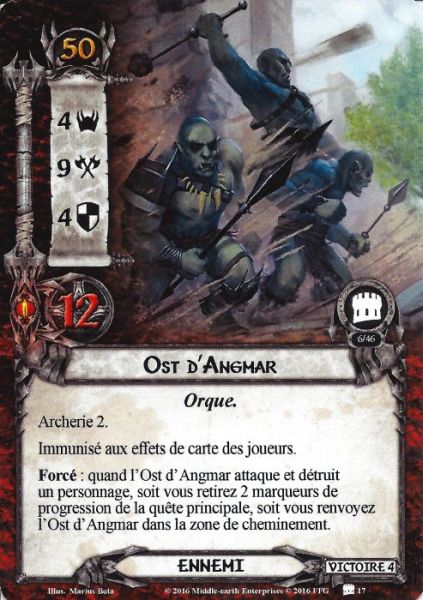 50
4
9
4
12
6/46
Ost d'Angmar
Orque.
Archerie 2.
Immunisé aux effets de carte des joueurs.
Forcé : quand l'Ost d'Angmar attaque et détruit
un personnage, soit vous retirez 2 marqueurs de
progression de la quête principale, soit vous renvoyez
l'Ost d'Angmar dans la zone de cheminement.
ENNEMI
VICTOIRE 4
Illus. Marius Bota
© 2016 Middle-earth Enterprises © 2016 FFG
17